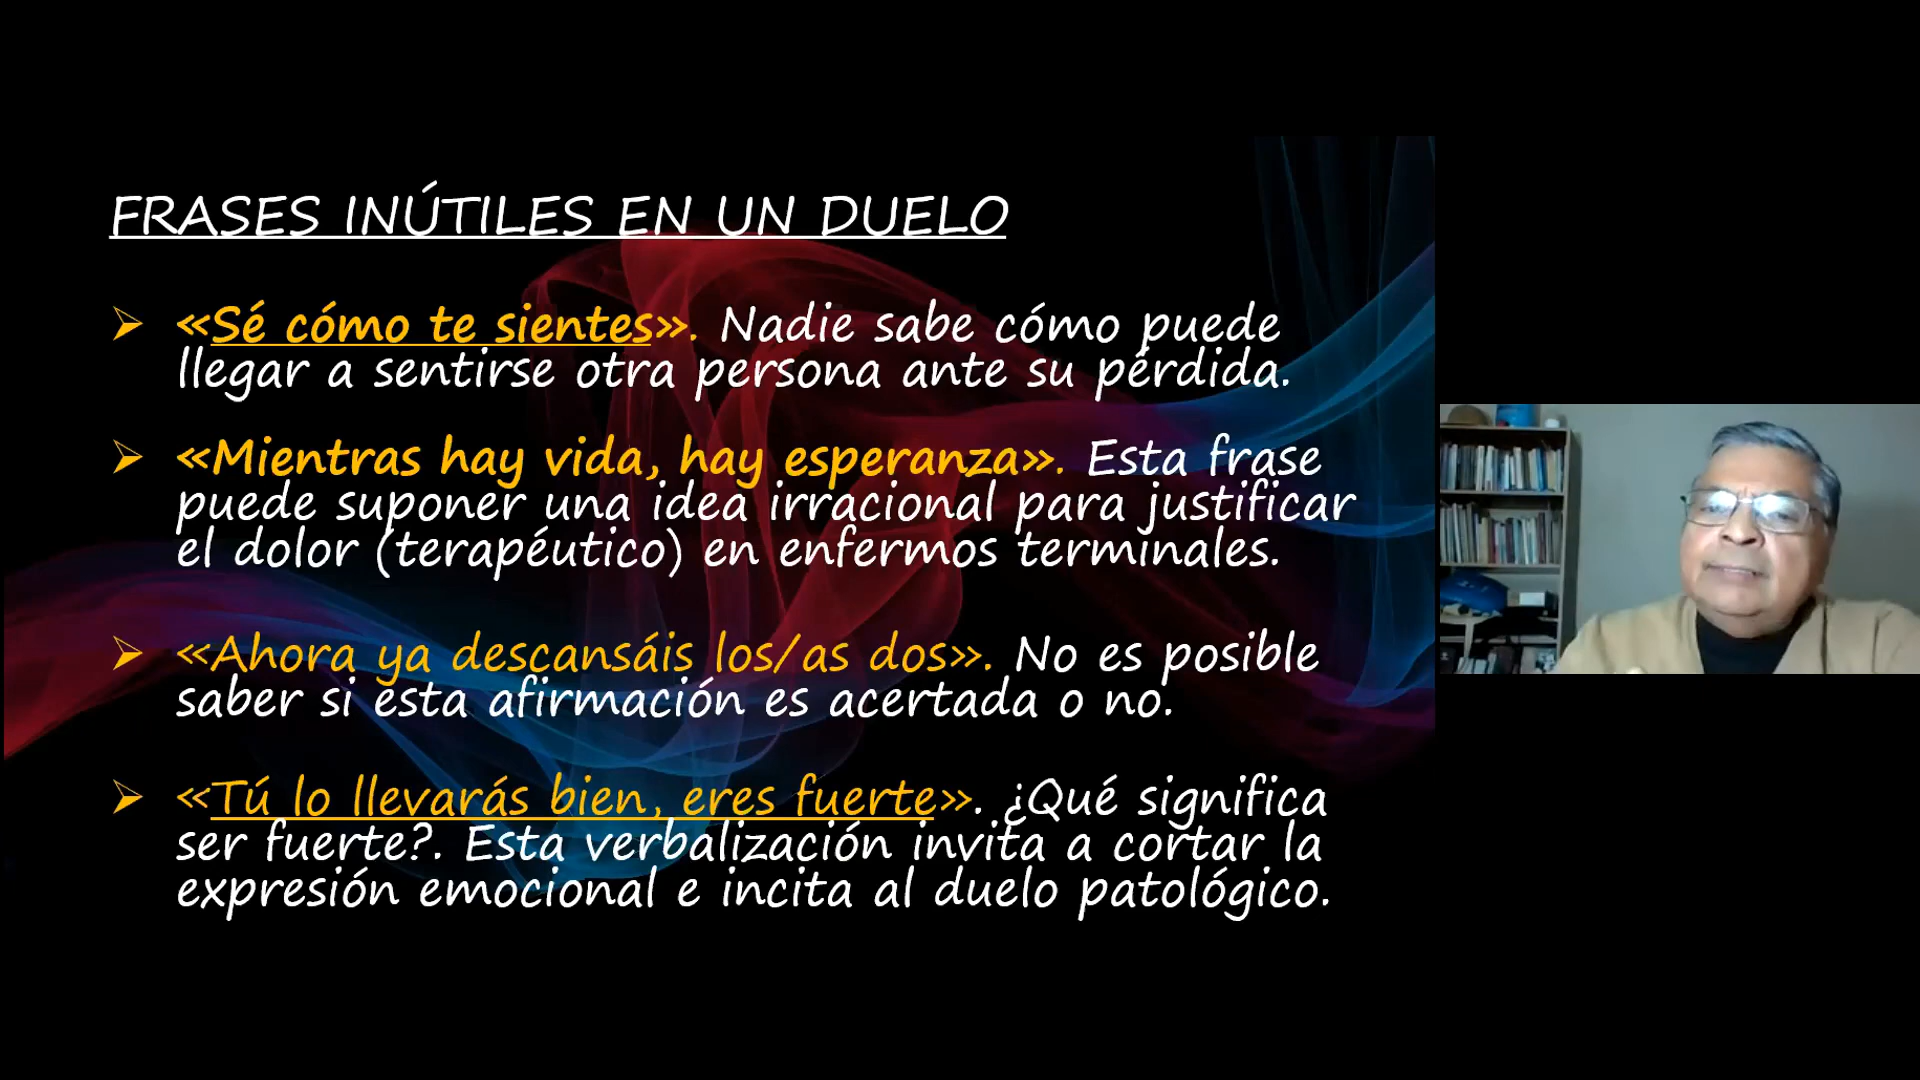 FRASES INÚTILES EN UN DUELO
➢ «Sé cómo te sientes». Nadie sabe cómo puede
llegar a sentirse otra persona ante su pérdida.
➢ «Mientras hay vida, hay esperanza». Esta frase
puede suponer una idea irracional para justificar
el dolor (terapéutico) en enfermos terminales.
➢ «Ahora ya descansáis los/as dos». No es posible
saber si esta afirmación es acertada o no.
➢ «Tú lo llevarás bien, eres fuerte». ¿Qué significa
ser fuerte?. Esta verbalización invita a cortar la
expresión emocional e incita al duelo patológico.